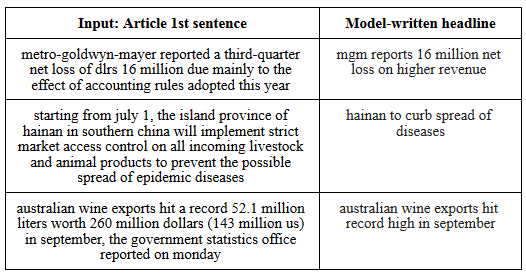 Input: Article 1st sentence
Model-written headline
metro-goldwyn-mayer reported a third-quarter
net loss of dlrs 16 million due mainly to the
effect of accounting rules adopted this year
mgm reports 16 million net
loss on higher revenue
starting from july 1, the island province of
hainan in southern china will implement strict
market access control on all incoming livestock
and animal products to prevent the possible
spread of epidemic diseases
hainan to curb spread of
diseases
australian wine exports hit a record 52.1 million
liters worth 260 million dollars (143 million us)
in september, the government statistics office
reported on monday
australian wine exports hit
record high in september